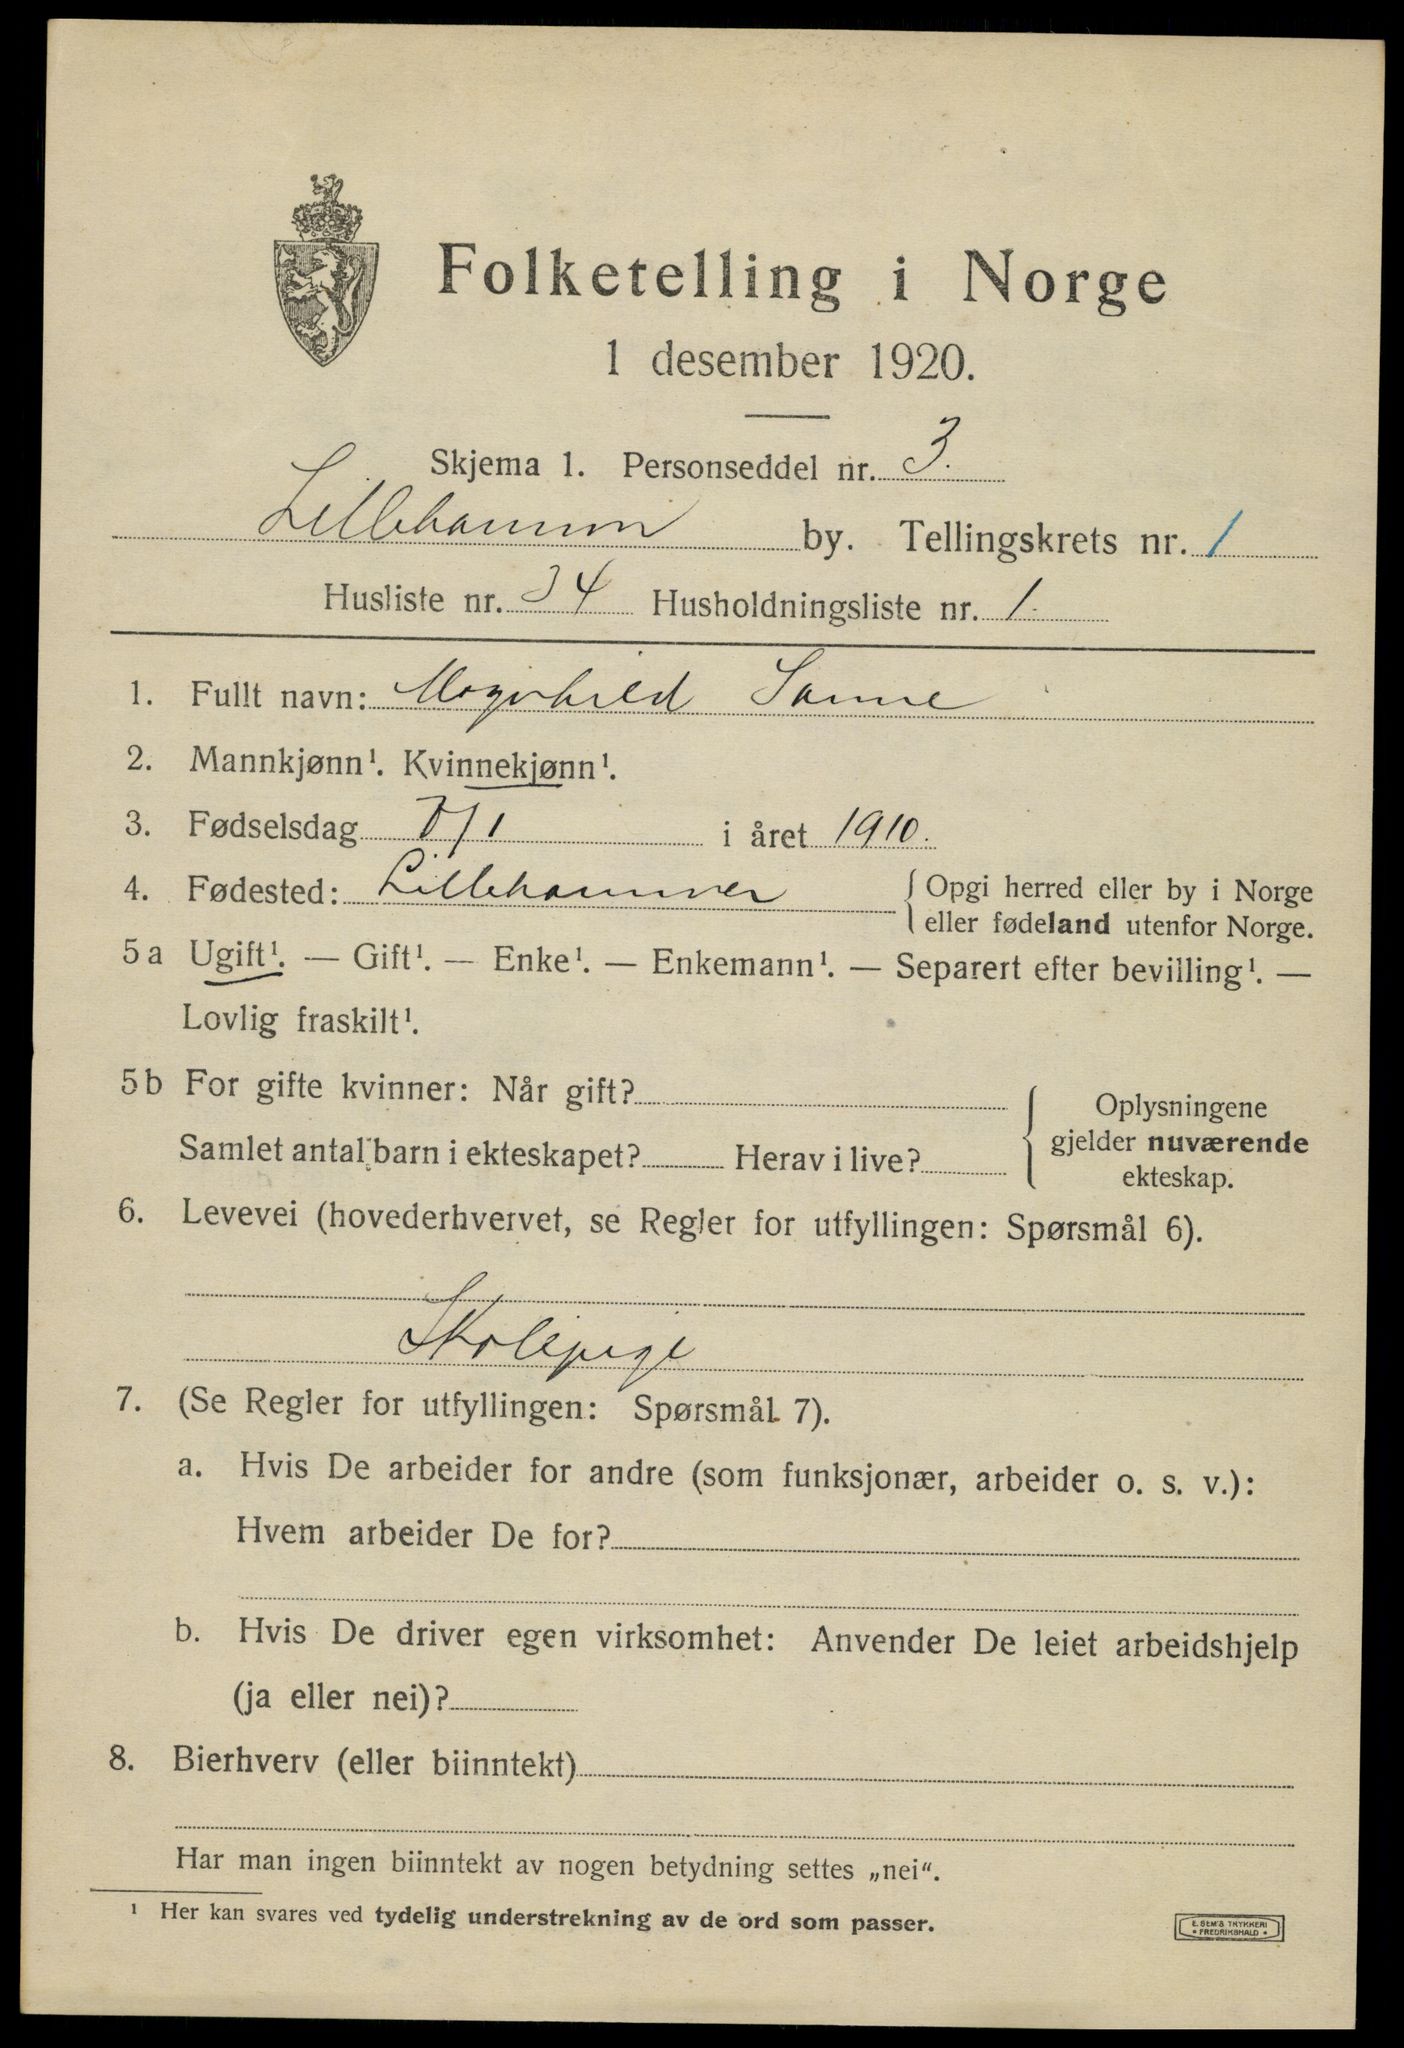 Folketelling i Norge
1 desember 1920.
Skjema 1. Personseddel nr. 3.
Lillehammer by. Tellingskrets nr. 1
Husliste nr. 34 Husholdningsliste nr. 1.
1. Fullt navn: Magnhild Sanne
2. Mannkjønn¹. Kvinnekjønn¹.
3. Fødselsdag 7/1 i året 1910.
4. Fødested: Lillehammer { Opgi herred eller by i Norge
eller fødeland utenfor Norge.
5 a Ugift¹. — Gift¹. — Enke¹. — Enkemann¹. — Separert efter bevilling¹. —
Lovlig fraskilt¹.
5 b For gifte kvinner: Når gift?
Samlet antal barn i ekteskapet? Herav i live?
Oplysningene
gjelder nuværende
ekteskap.
6. Levevei (hovederhvervet, se Regler for utfyllingen: Spørsmål 6).
Skolepige
7. (Se Regler for utfyllingen: Spørsmål 7).
a. Hvis De arbeider for andre (som funksjonær, arbeider o. s. v.):
Hvem arbeider De for?
b. Hvis De driver egen virksomhet: Anvender De leiet arbeidshjelp
(ja eller nei)?
8. Bierhverv (eller biinntekt)
Har man ingen biinntekt av nogen betydning settes „nei“.
¹ Her kan svares ved tydelig understrekning av de ord som passer.
E. SEM'S TRYKKERI
• FREDRIKSHALD •